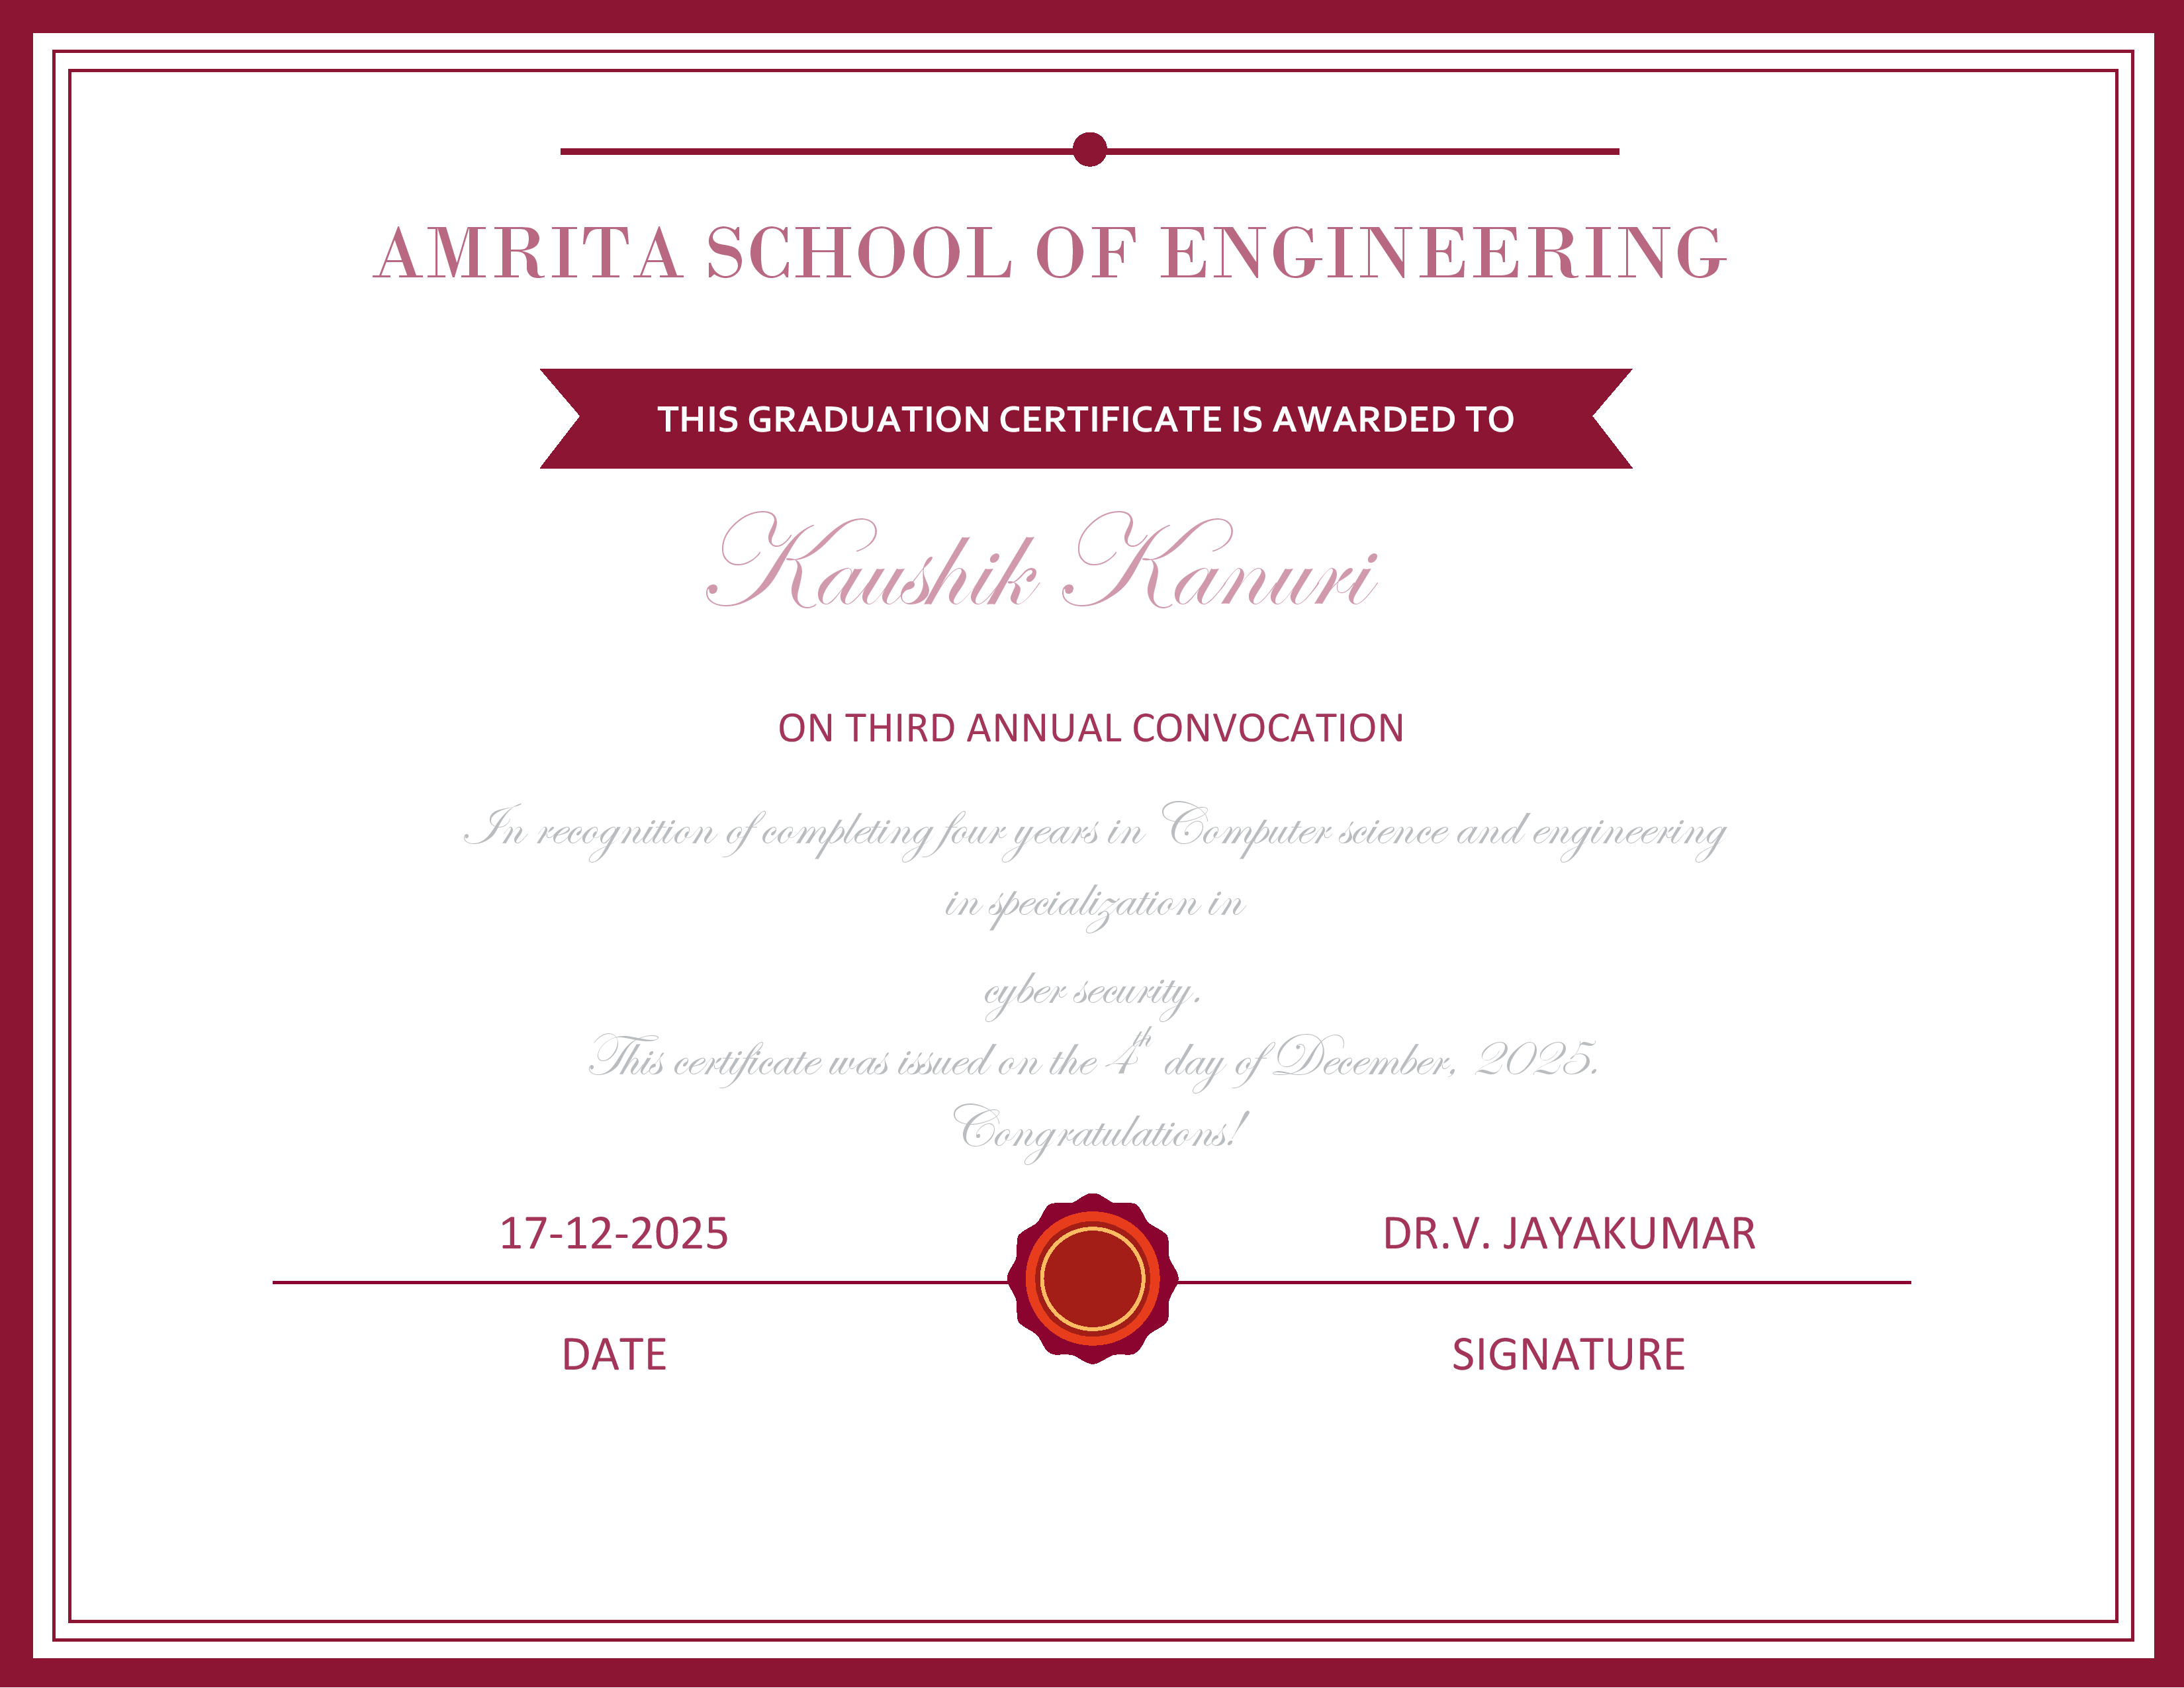 AMRITA SCHOOL OF ENGINEERING
THIS GRADUATION CERTIFICATE IS AWARDED TO
Kaushik Kanuri
ON THIRD ANNUAL CONVOCATION
In recognition of completing four years in Computer science and engineering
in specialization in
cyber security.
This certificate was issued on the 4th day of December, 2025.
Congratulations!
17-12-2025 DR.V. JAYAKUMAR
DATE SIGNATURE